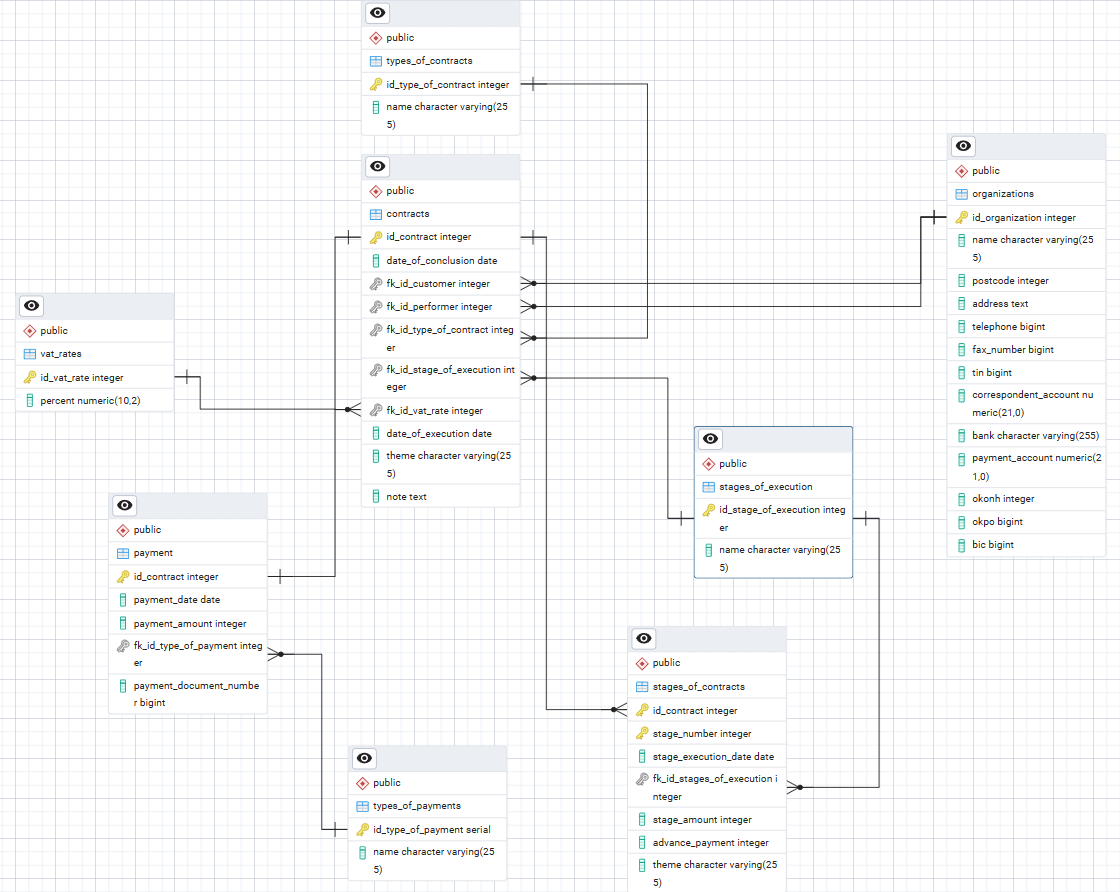 public
types_of_contracts
id_type_of_contract integer
name character varying(25
5)
public
contracts
id_contract integer
date_of_conclusion date
fk_id_customer integer
fk_id_performer integer
fk_id_type_of_contract integ
er
fk_id_stage_of_execution int
eger
fk_id_vat_rate integer
date_of_execution date
theme character varying(25
5)
note text
public
organizations
id_organization integer
name character varying(25
5)
postcode integer
address text
telephone bigint
fax_number bigint
tin bigint
correspondent_account nu
meric(21,0)
bank character varying(255)
payment_account numeric(2
1,0)
okonh integer
okpo bigint
bic bigint
public
vat_rates
id_vat_rate integer
percent numeric(10,2)
public
stages_of_execution
id_stage_of_execution integ
er
name character varying(25
5)
public
payment
id_contract integer
payment_date date
payment_amount integer
fk_id_type_of_payment integ
er
payment_document_numbe
r bigint
public
stages_of_contracts
id_contract integer
stage_number integer
stage_execution_date date
fk_id_stages_of_execution i
nteger
stage_amount integer
advance_payment integer
theme character varying(25
5)
public
types_of_payments
id_type_of_payment serial
name character varying(25
5)